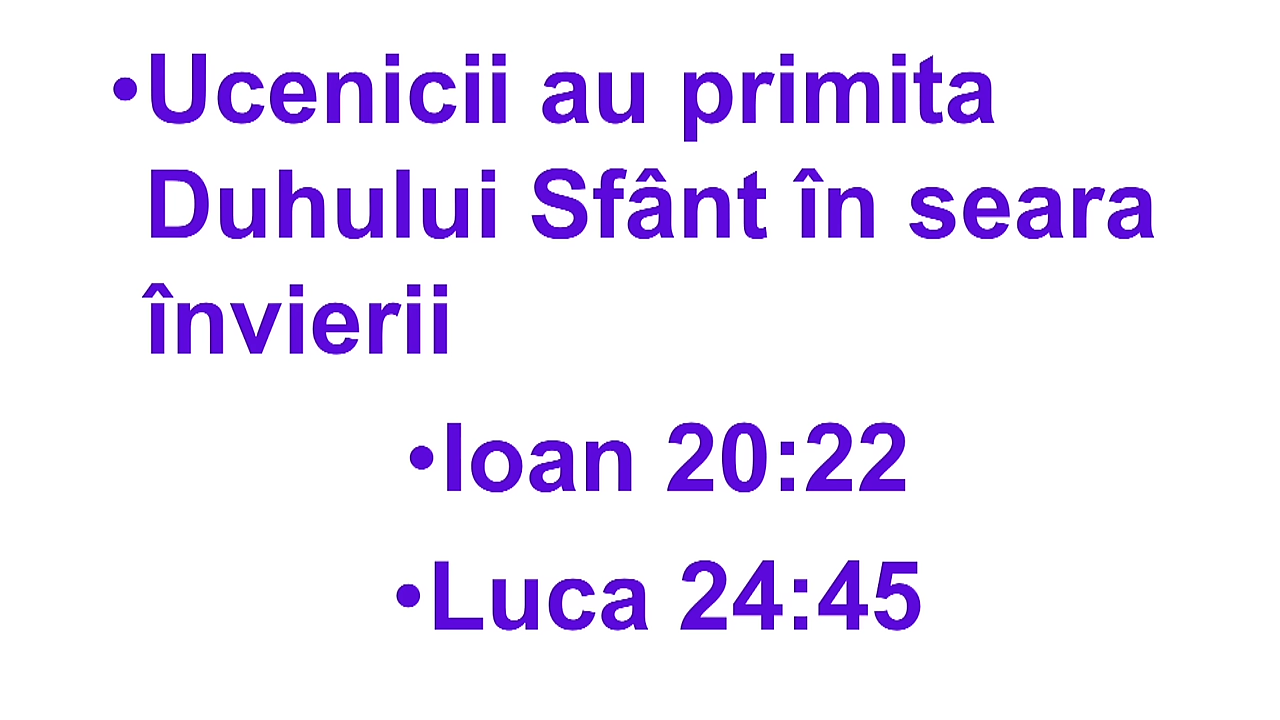 •Ucenicii au primita
Duhului Sfânt în seara
învierii
•Ioan 20:22
•Luca 24:45